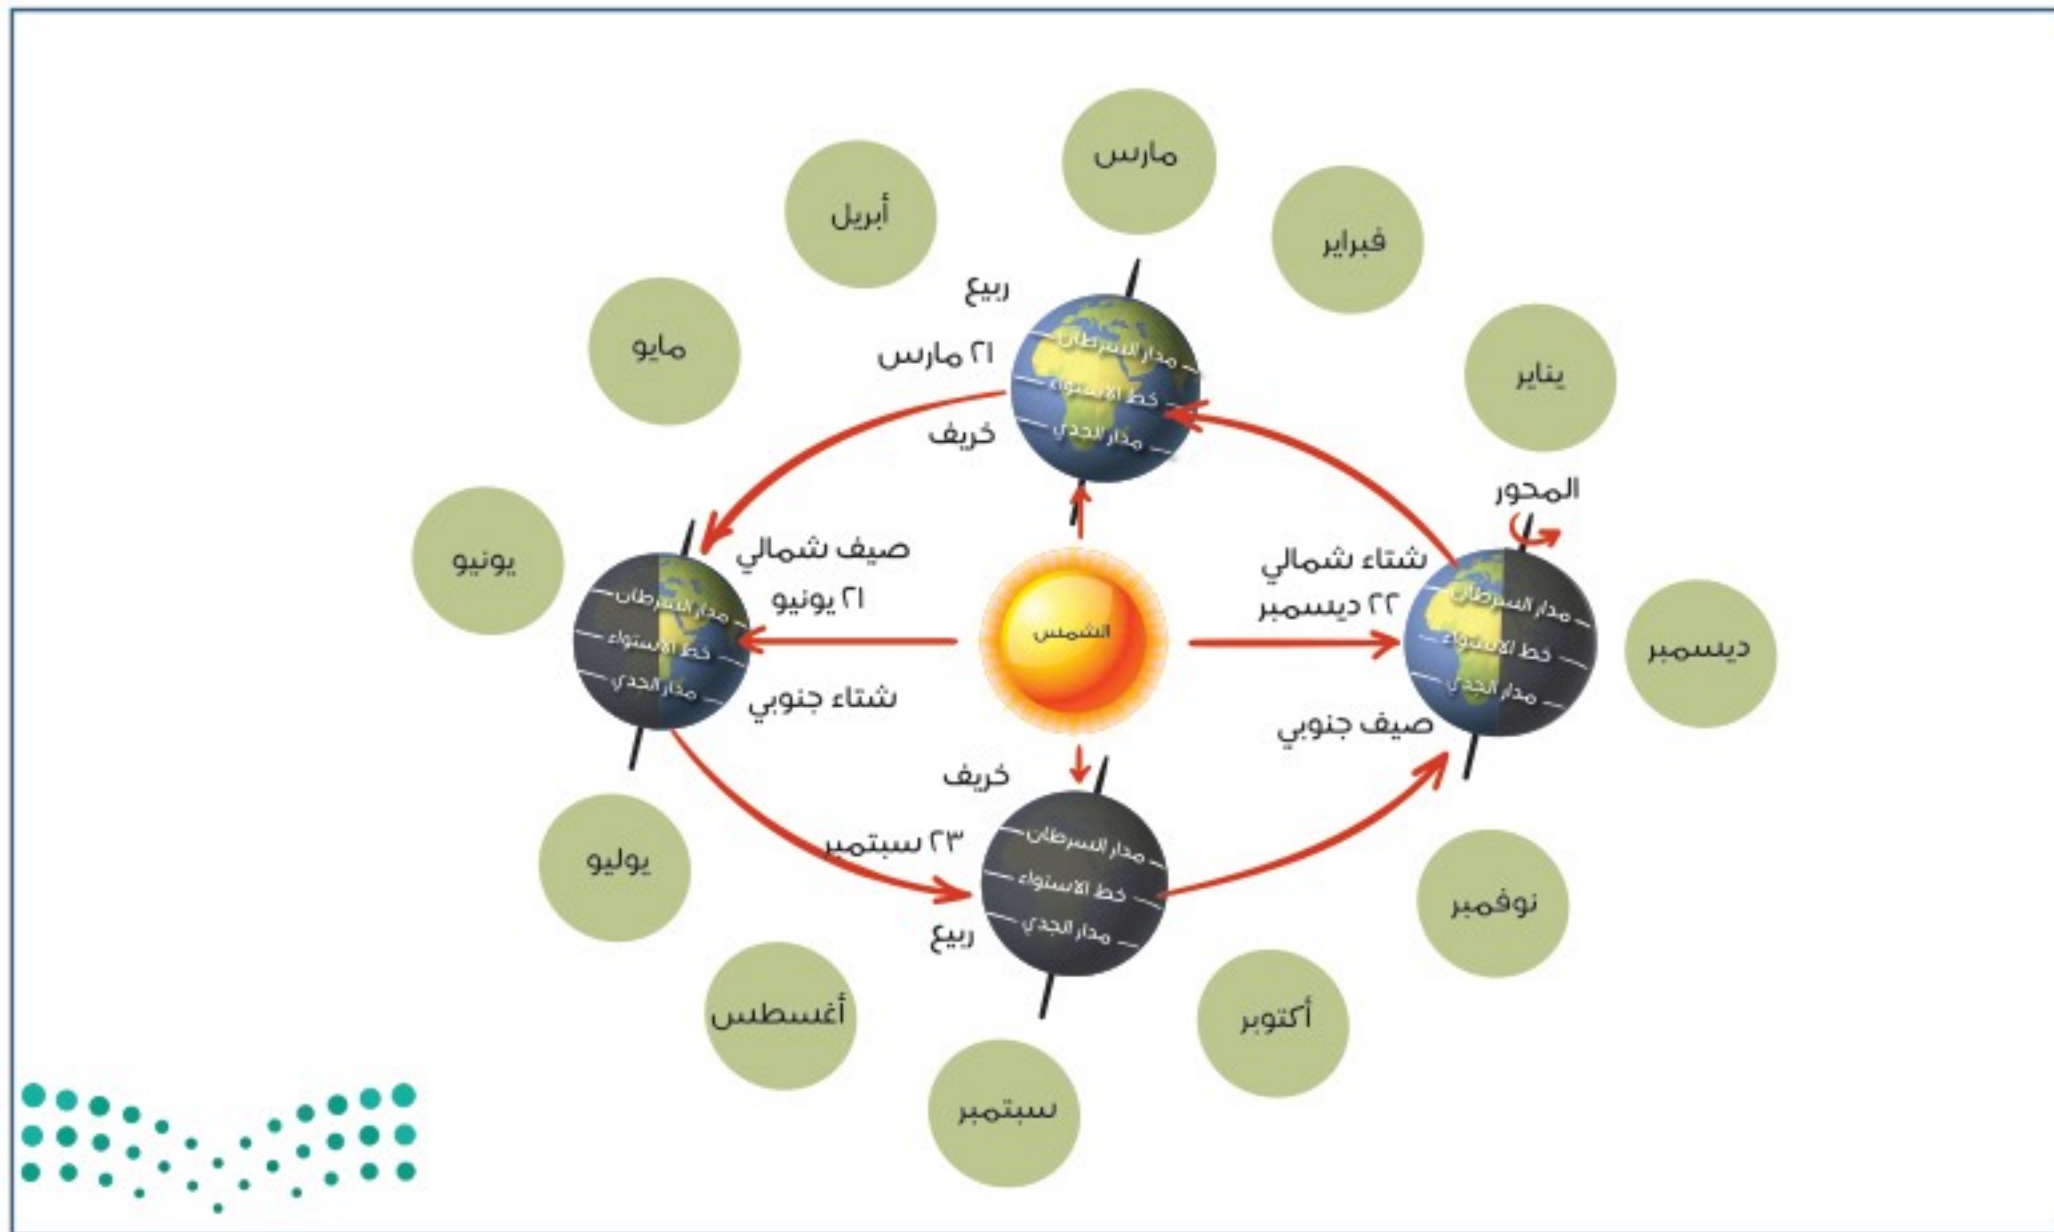 مارس
أبريل
فبراير
مايو
يناير
ربيع
٢١ مارس
خريف
مدار السرطان
خط الاستواء
مدار الجدي
المحور
يونيو
صيف شمالي
٢١ يونيو
شتاء جنوبي
مدار السرطان
خط الاستواء
مدار الجدي
الشمس
شتاء شمالي
٢٢ ديسمبر
صيف جنوبي
مدار السرطان
خط الاستواء
مدار الجدي
ديسمبر
خريف
٢٣ سبتمبر
ربيع
مدار السرطان
خط الاستواء
مدار الجدي
يوليو
نوفمبر
أغسطس
أكتوبر
سبتمبر